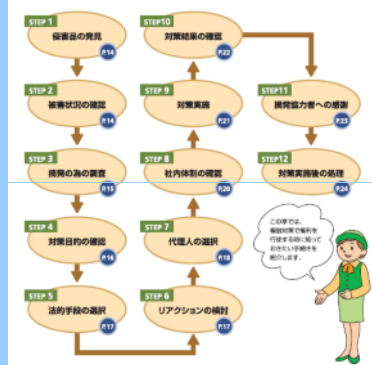 STEP 1
侵害品の発見
P.14
STEP 2
被害状況の確認
P.14
STEP 3
摘発の為の調査
P.15
STEP 4
対策目的の確認
P.16
STEP 5
法的手段の選択
P.17
STEP 6
リアクションの検討
P.17
STEP 7
代理人の選択
P.18
STEP 8
社内体制の確認
P.20
STEP 9
対策実施
P.21
STEP10
対策結果の確認
P.22
STEP11
摘発協力者への感謝
P.23
STEP12
対策実施後の処理
P.24
この章では、
模倣対策で権利を
行使する時に知って
おきたい手続きを
紹介します。